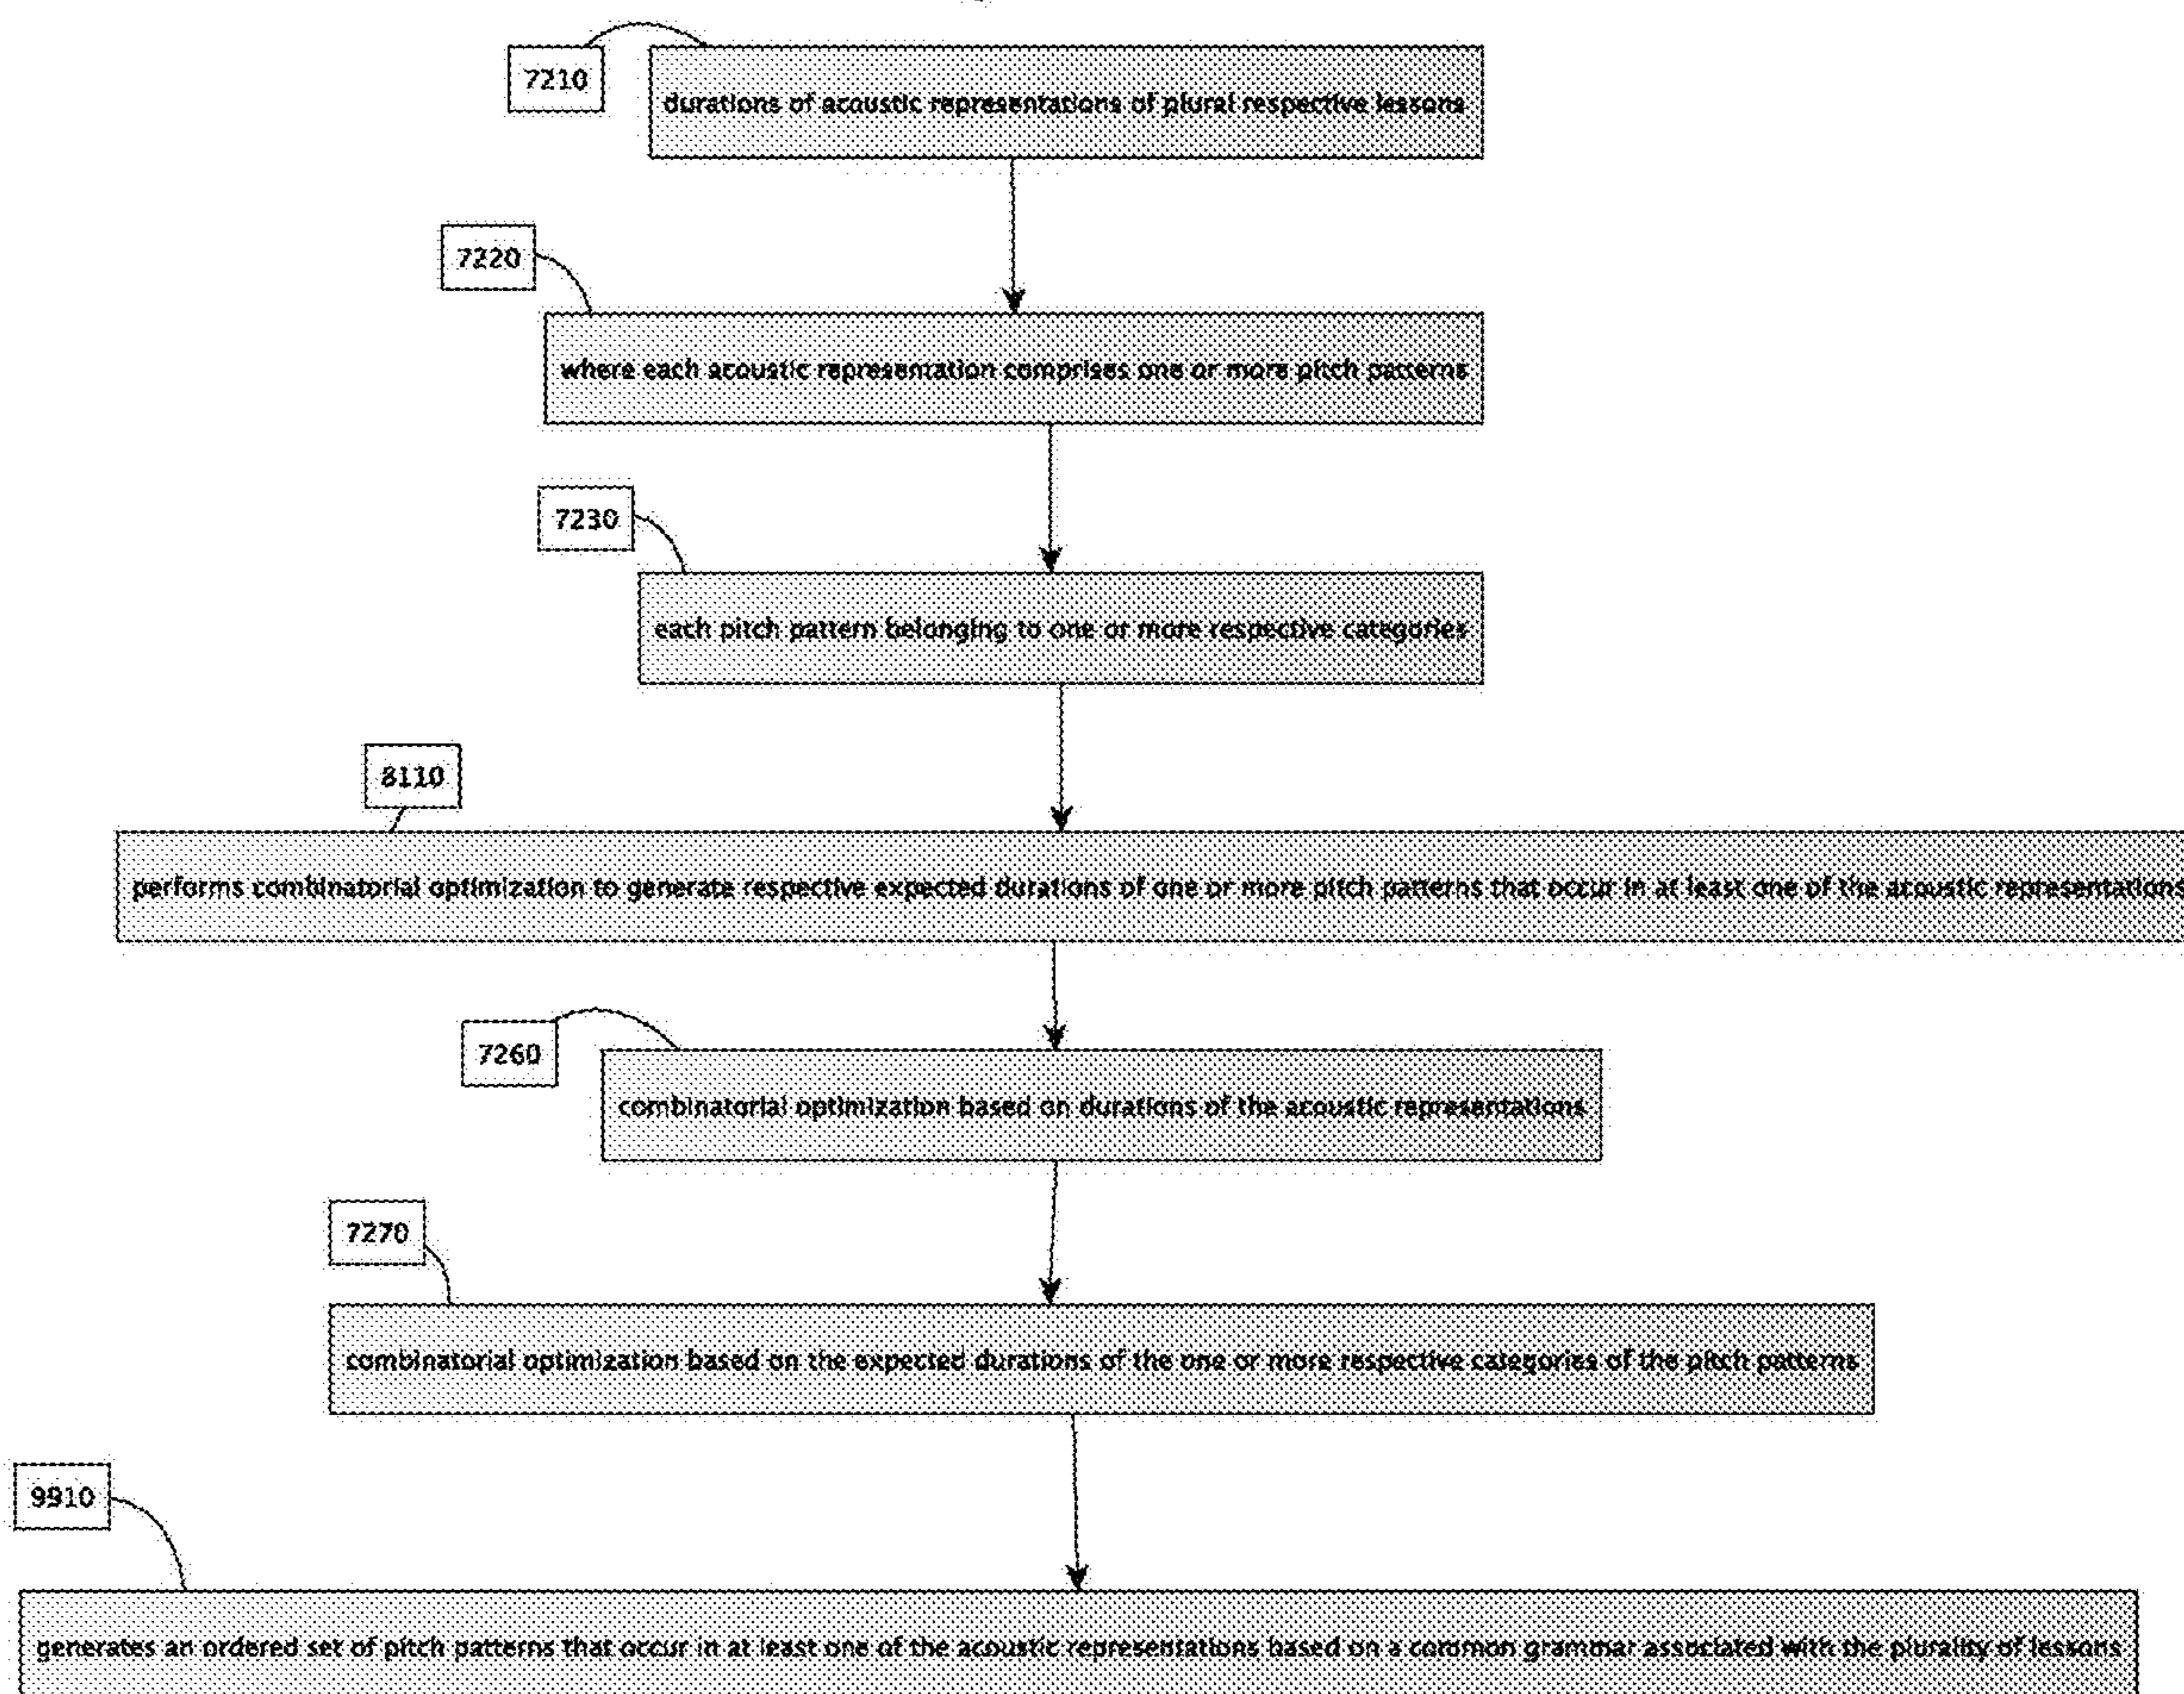 7210
durations of acoustic representations of plural respective lessons
7220
where each acoustic representation comprises one or more pitch patterns
7230
each pitch pattern belonging to one or more respective categories
8110
performs combinatorial optimization to generate respective expected durations of one or more pitch patterns that occur in at least one of the acoustic representations
7260
combinatorial optimization based on durations of the acoustic representations
7270
combinatorial optimization based on the expected durations of the one or more respective categories of the pitch patterns
9910
generates an ordered set of pitch patterns that occur in at least one of the acoustic representations based on a common grammar associated with the plurality of lessons